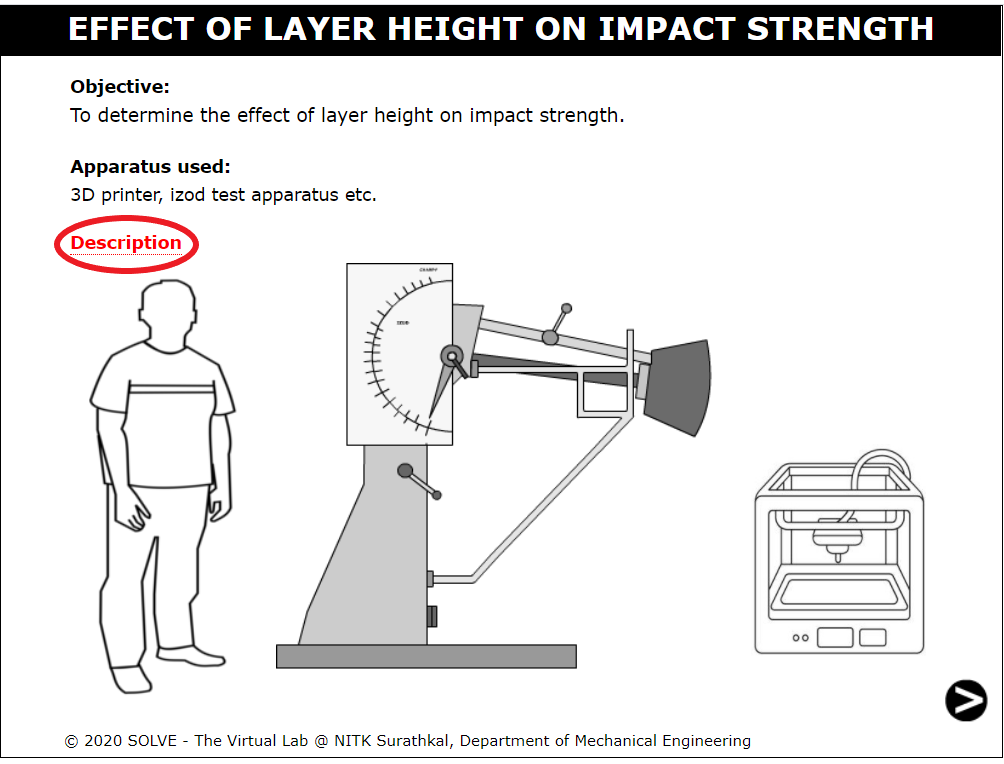 EFFECT OF LAYER HEIGHT ON IMPACT STRENGTH
Objective:
To determine the effect of layer height on impact strength.
Apparatus used:
3D printer, izod test apparatus etc.
Description
CHARPY
IZOD
© 2020 SOLVE - The Virtual Lab @ NITK Surathkal, Department of Mechanical Engineering